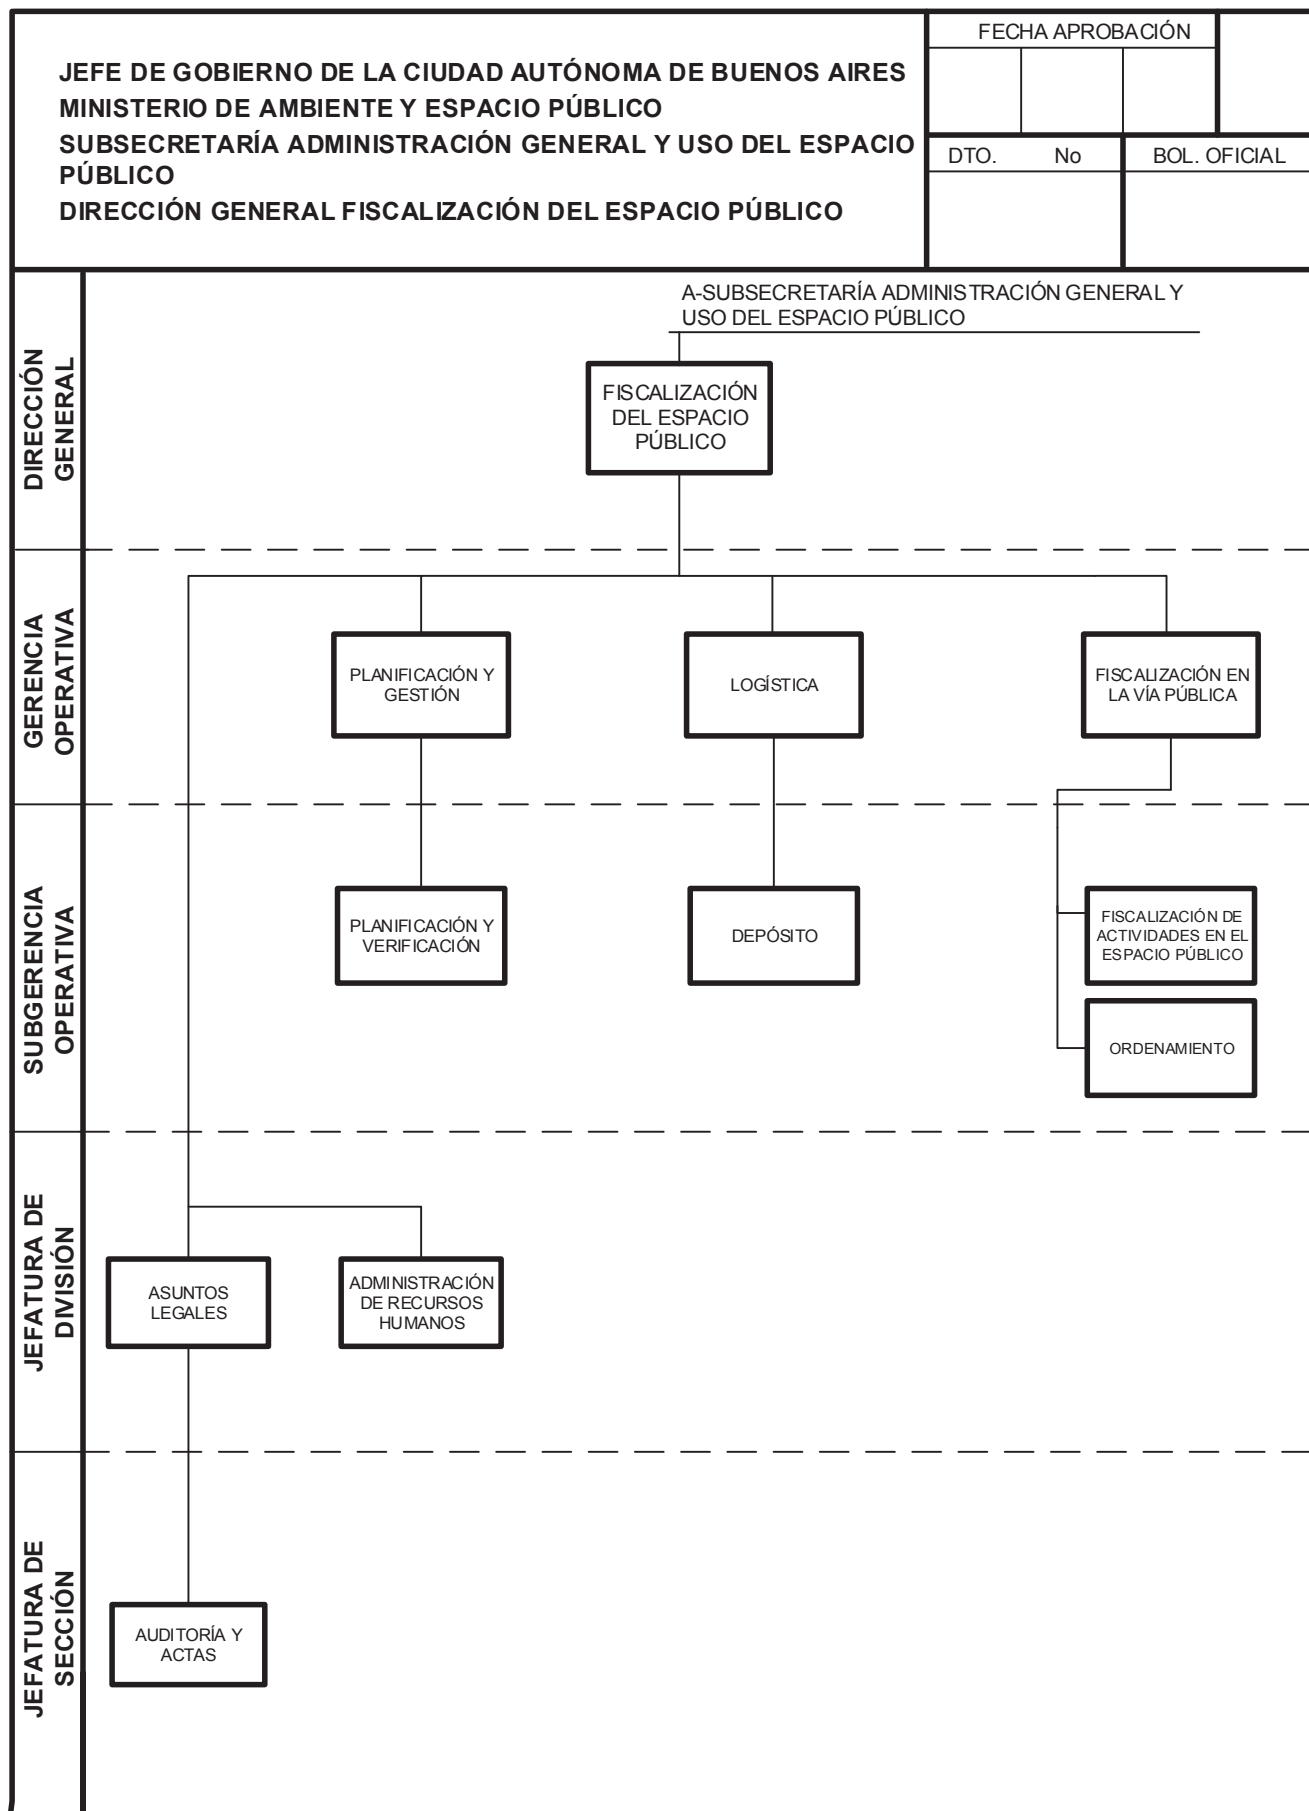 JEFE DE GOBIERNO DE LA CIUDAD AUTÓNOMA DE BUENOS AIRES
MINISTERIO DE AMBIENTE Y ESPACIO PÚBLICO
SUBSECRETARÍA ADMINISTRACIÓN GENERAL Y USO DEL ESPACIO
PÚBLICO
DIRECCIÓN GENERAL FISCALIZACIÓN DEL ESPACIO PÚBLICO
FECHA APROBACIÓN
DTO. No BOL. OFICIAL
DIRECCIÓN
GENERAL
A-SUBSECRETARÍA ADMINISTRACIÓN GENERAL Y
USO DEL ESPACIO PÚBLICO
FISCALIZACIÓN
DEL ESPACIO
PÚBLICO
GERENCIA
OPERATIVA
PLANIFICACIÓN Y
GESTIÓN
LOGÍSTICA
FISCALIZACIÓN EN
LA VÍA PÚBLICA
SUBGERENCIA
OPERATIVA
PLANIFICACIÓN Y
VERIFICACIÓN
DEPÓSITO
FISCALIZACIÓN DE
ACTIVIDADES EN EL
ESPACIO PÚBLICO
ORDENAMIENTO
JEFATURA DE
DIVISIÓN
ASUNTOS
LEGALES
ADMINISTRACIÓN
DE RECURSOS
HUMANOS
JEFATURA DE
SECCIÓN
AUDITORÍA Y
ACTAS